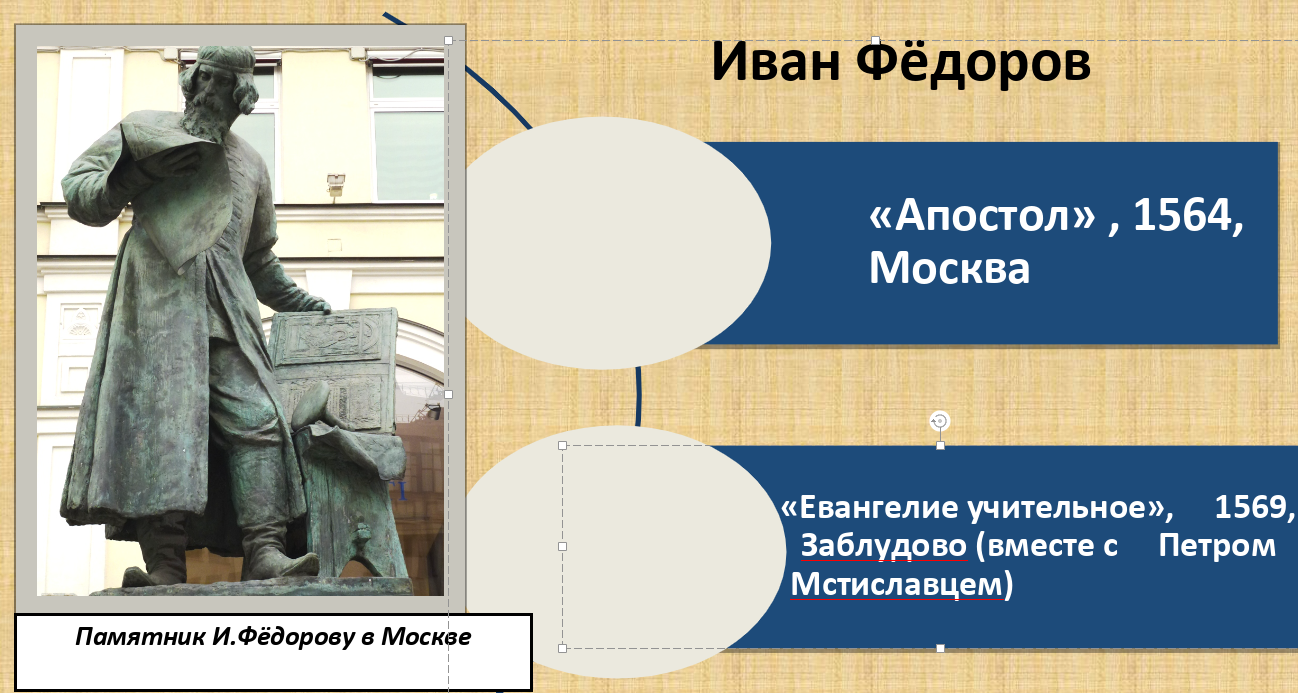 Иван Фёдоров
«Апостол» , 1564,
Москва
«Евангелие учительное», 1569,
Заблудово (вместе с Петром
Мстиславцем)
Памятник И.Фёдорову в Москве